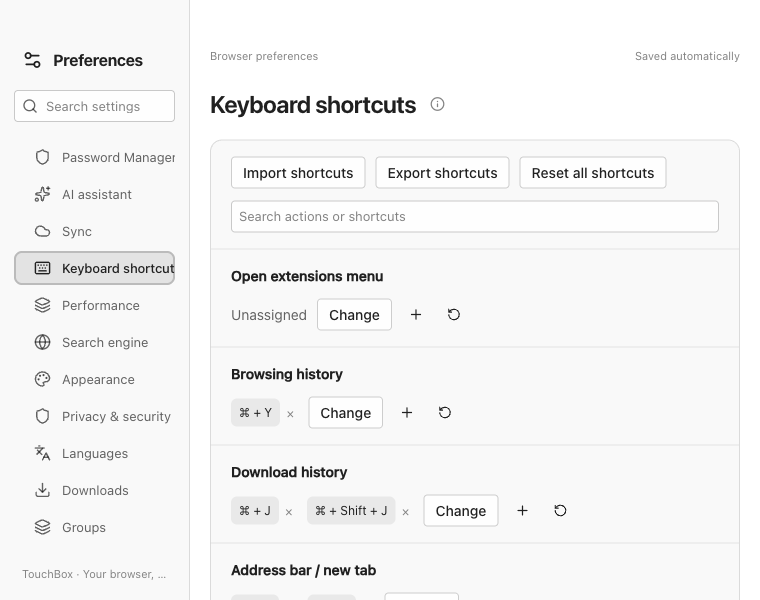 Preferences
Search settings
Password Manager
AI assistant
Sync
Keyboard shortcut
Performance
Search engine
Appearance
Privacy & security
Languages
Downloads
Groups
TouchBox · Your browser, ...
Browser preferences
Saved automatically
Keyboard shortcuts
Import shortcuts
Export shortcuts
Reset all shortcuts
Search actions or shortcuts
Open extensions menu
Unassigned Change +
Browsing history
⌘ + Y × Change +
Download history
⌘ + J × ⌘ + Shift + J × Change +
Address bar / new tab